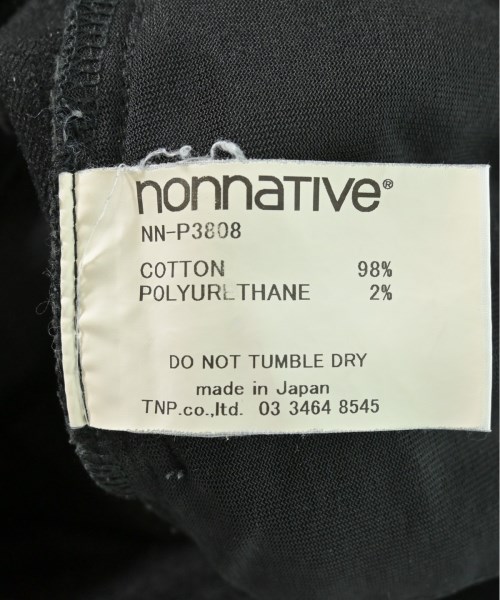 nonnative®
NN-P3808
COTTON 98%
POLYURETHANE 2%
DO NOT TUMBLE DRY
made in Japan
TNP.co.,ltd. 03 3464 8545